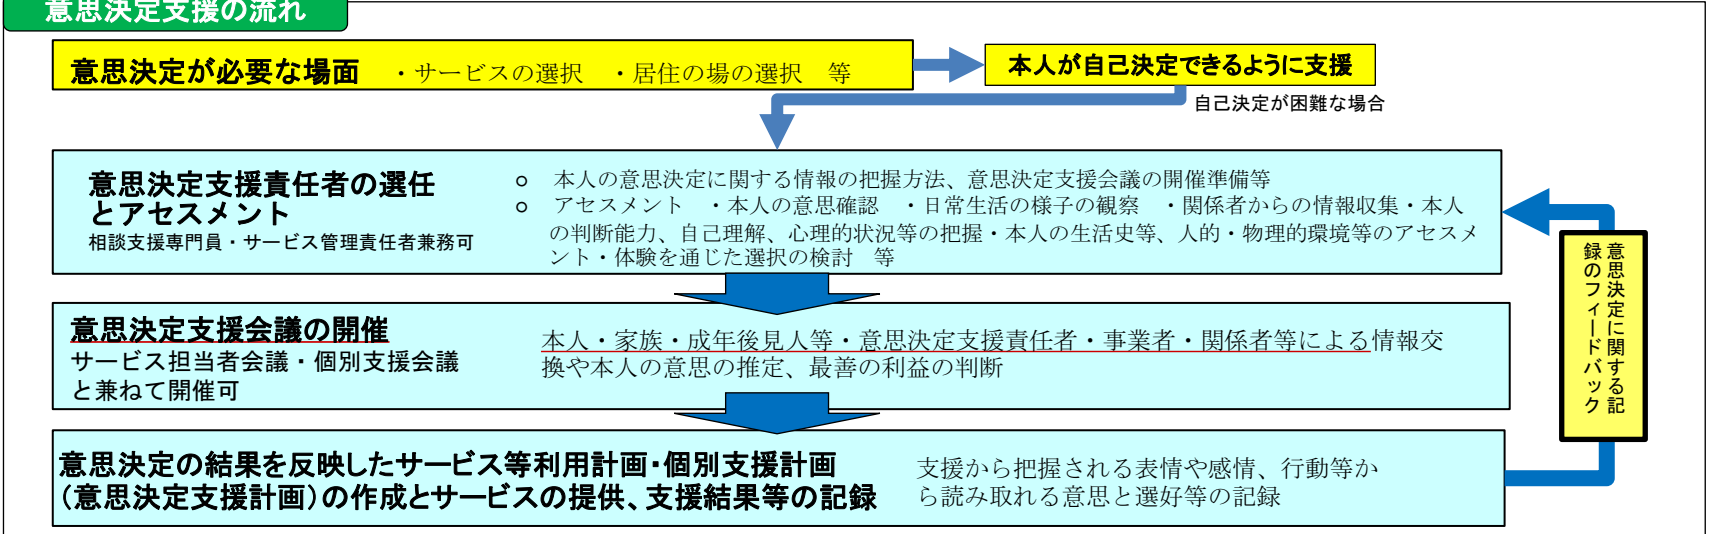 意思決定支援の流れ
意思決定が必要な場面　・サービスの選択　・居住の場の選択　等
本人が自己決定できるように支援
自己決定が困難な場合
意思決定支援責任者の選任
とアセスメント
相談支援専門員・サービス管理責任者兼務可
○　本人の意思決定に関する情報の把握方法、意思決定支援会議の開催準備等
○　アセスメント　・本人の意思確認　・日常生活の様子の観察　・関係者からの情報収集・本人
の判断能力、自己理解、心理的状況等の把握・本人の生活史等、人的・物理的環境等のアセスメ
ント・体験を通じた選択の検討　等
意思決定支援会議の開催
サービス担当者会議・個別支援会議
と兼ねて開催可
本人・家族・成年後見人等・意思決定支援責任者・事業者・関係者等による情報交
換や本人の意思の推定、最善の利益の判断
意思決定の結果を反映したサービス等利用計画・個別支援計画
（意思決定支援計画）の作成とサービスの提供、支援結果等の記録
支援から把握される表情や感情、行動等か
ら読み取れる意思と選好等の記録
意思決定に関する記
録のフィードバック